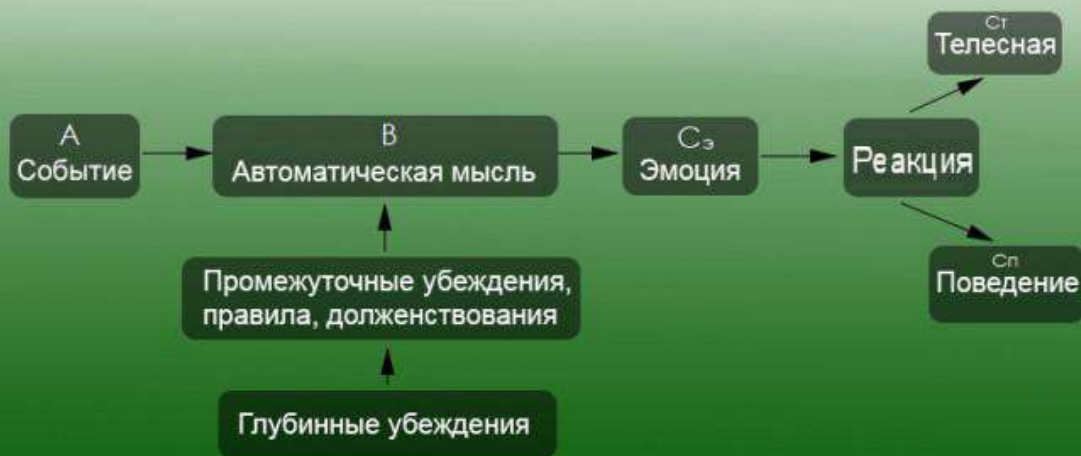 Ст
Телесная
А
Событие
В
Автоматическая мысль
Сэ
Эмоция
Реакция
Сп
Поведение
Промежуточные убеждения,
правила, долженствования
Глубинные убеждения